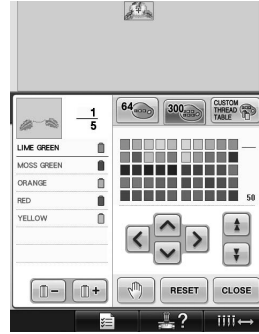 1
5
64
300
CUSTOM
THREAD
TABLE
LIME GREEN
MOSS GREEN
ORANGE
RED
YELLOW
50
RESET
CLOSE
?